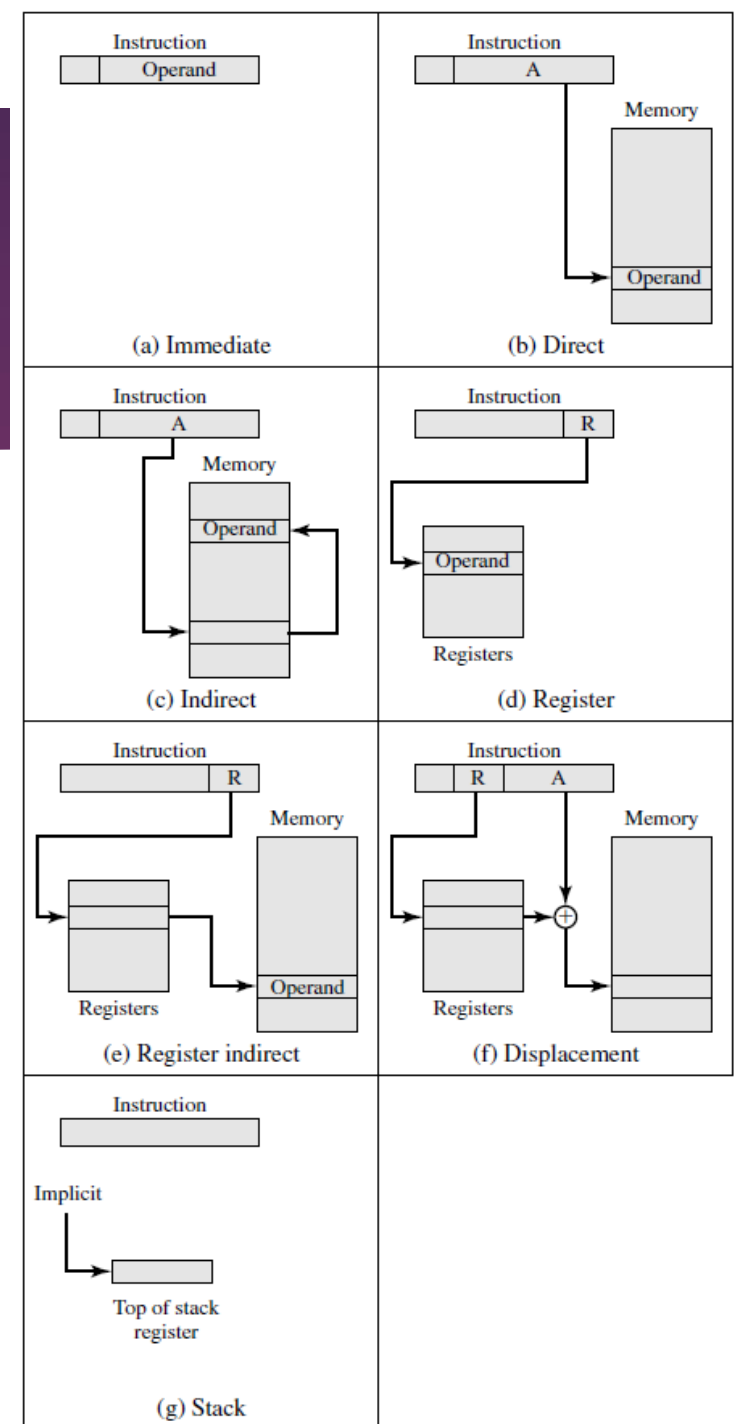 Instruction
Operand
(a) Immediate
Instruction
A
Memory
Operand
(b) Direct
Instruction
A
Memory
Operand
(c) Indirect
Instruction
R
Operand
Registers
(d) Register
Instruction
R
Memory
Operand
Registers
(e) Register indirect
Instruction
R A
Memory
+
Registers
(f) Displacement
Instruction
Implicit
Top of stack
register
(g) Stack